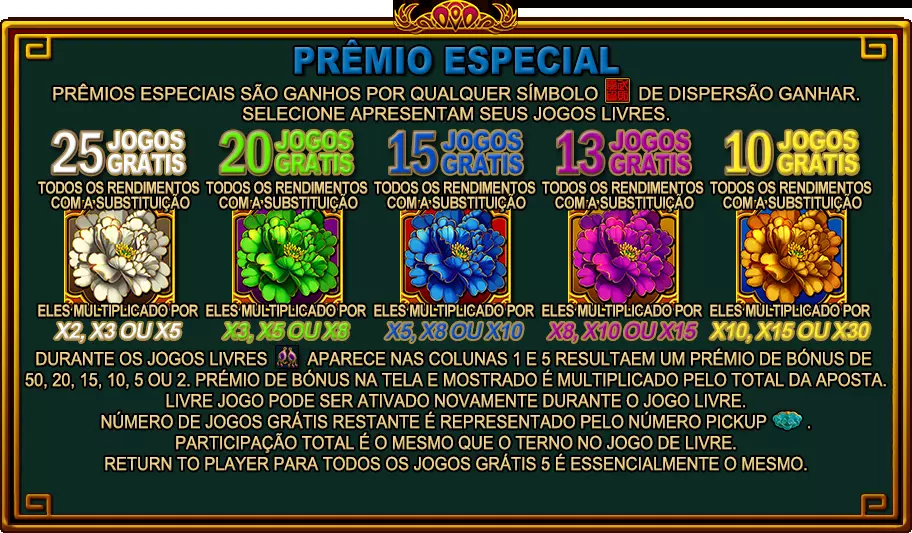 PRÊMIO ESPECIAL
PRÊMIOS ESPECIAIS SÃO GANHOS POR QUALQUER SÍMBOLO DE DISPERSÃO GANHAR.
SELECIONE APRESENTAM SEUS JOGOS LIVRES.
25 JOGOS GRÁTIS 20 JOGOS GRÁTIS 15 JOGOS GRÁTIS 13 JOGOS GRÁTIS 10 JOGOS GRÁTIS
TODOS OS RENDIMENTOS TODOS OS RENDIMENTOS TODOS OS RENDIMENTOS TODOS OS RENDIMENTOS TODOS OS RENDIMENTOS
COM A SUBSTITUIÇÃO COM A SUBSTITUIÇÃO COM A SUBSTITUIÇÃO COM A SUBSTITUIÇÃO COM A SUBSTITUIÇÃO
ELES MULTIPLICADO POR ELES MULTIPLICADO POR ELES MULTIPLICADO POR ELES MULTIPLICADO POR ELES MULTIPLICADO POR
X2, X3 OU X5 X3, X5 OU X8 X5, X8 OU X10 X8, X10 OU X15 X10, X15 OU X30
DURANTE OS JOGOS LIVRES APARECE NAS COLUNAS 1 E 5 RESULTAEM UM PRÉMIO DE BÓNUS DE
50, 20, 15, 10, 5 OU 2. PRÉMIO DE BÓNUS NA TELA E MOSTRADO É MULTIPLICADO PELO TOTAL DA APOSTA.
LIVRE JOGO PODE SER ATIVADO NOVAMENTE DURANTE O JOGO LIVRE.
NÚMERO DE JOGOS GRÁTIS RESTANTE É REPRESENTADO PELO NÚMERO PICKUP .
PARTICIPAÇÃO TOTAL É O MESMO QUE O TERNO NO JOGO DE LIVRE.
RETURN TO PLAYER PARA TODOS OS JOGOS GRÁTIS 5 É ESSENCIALMENTE O MESMO.